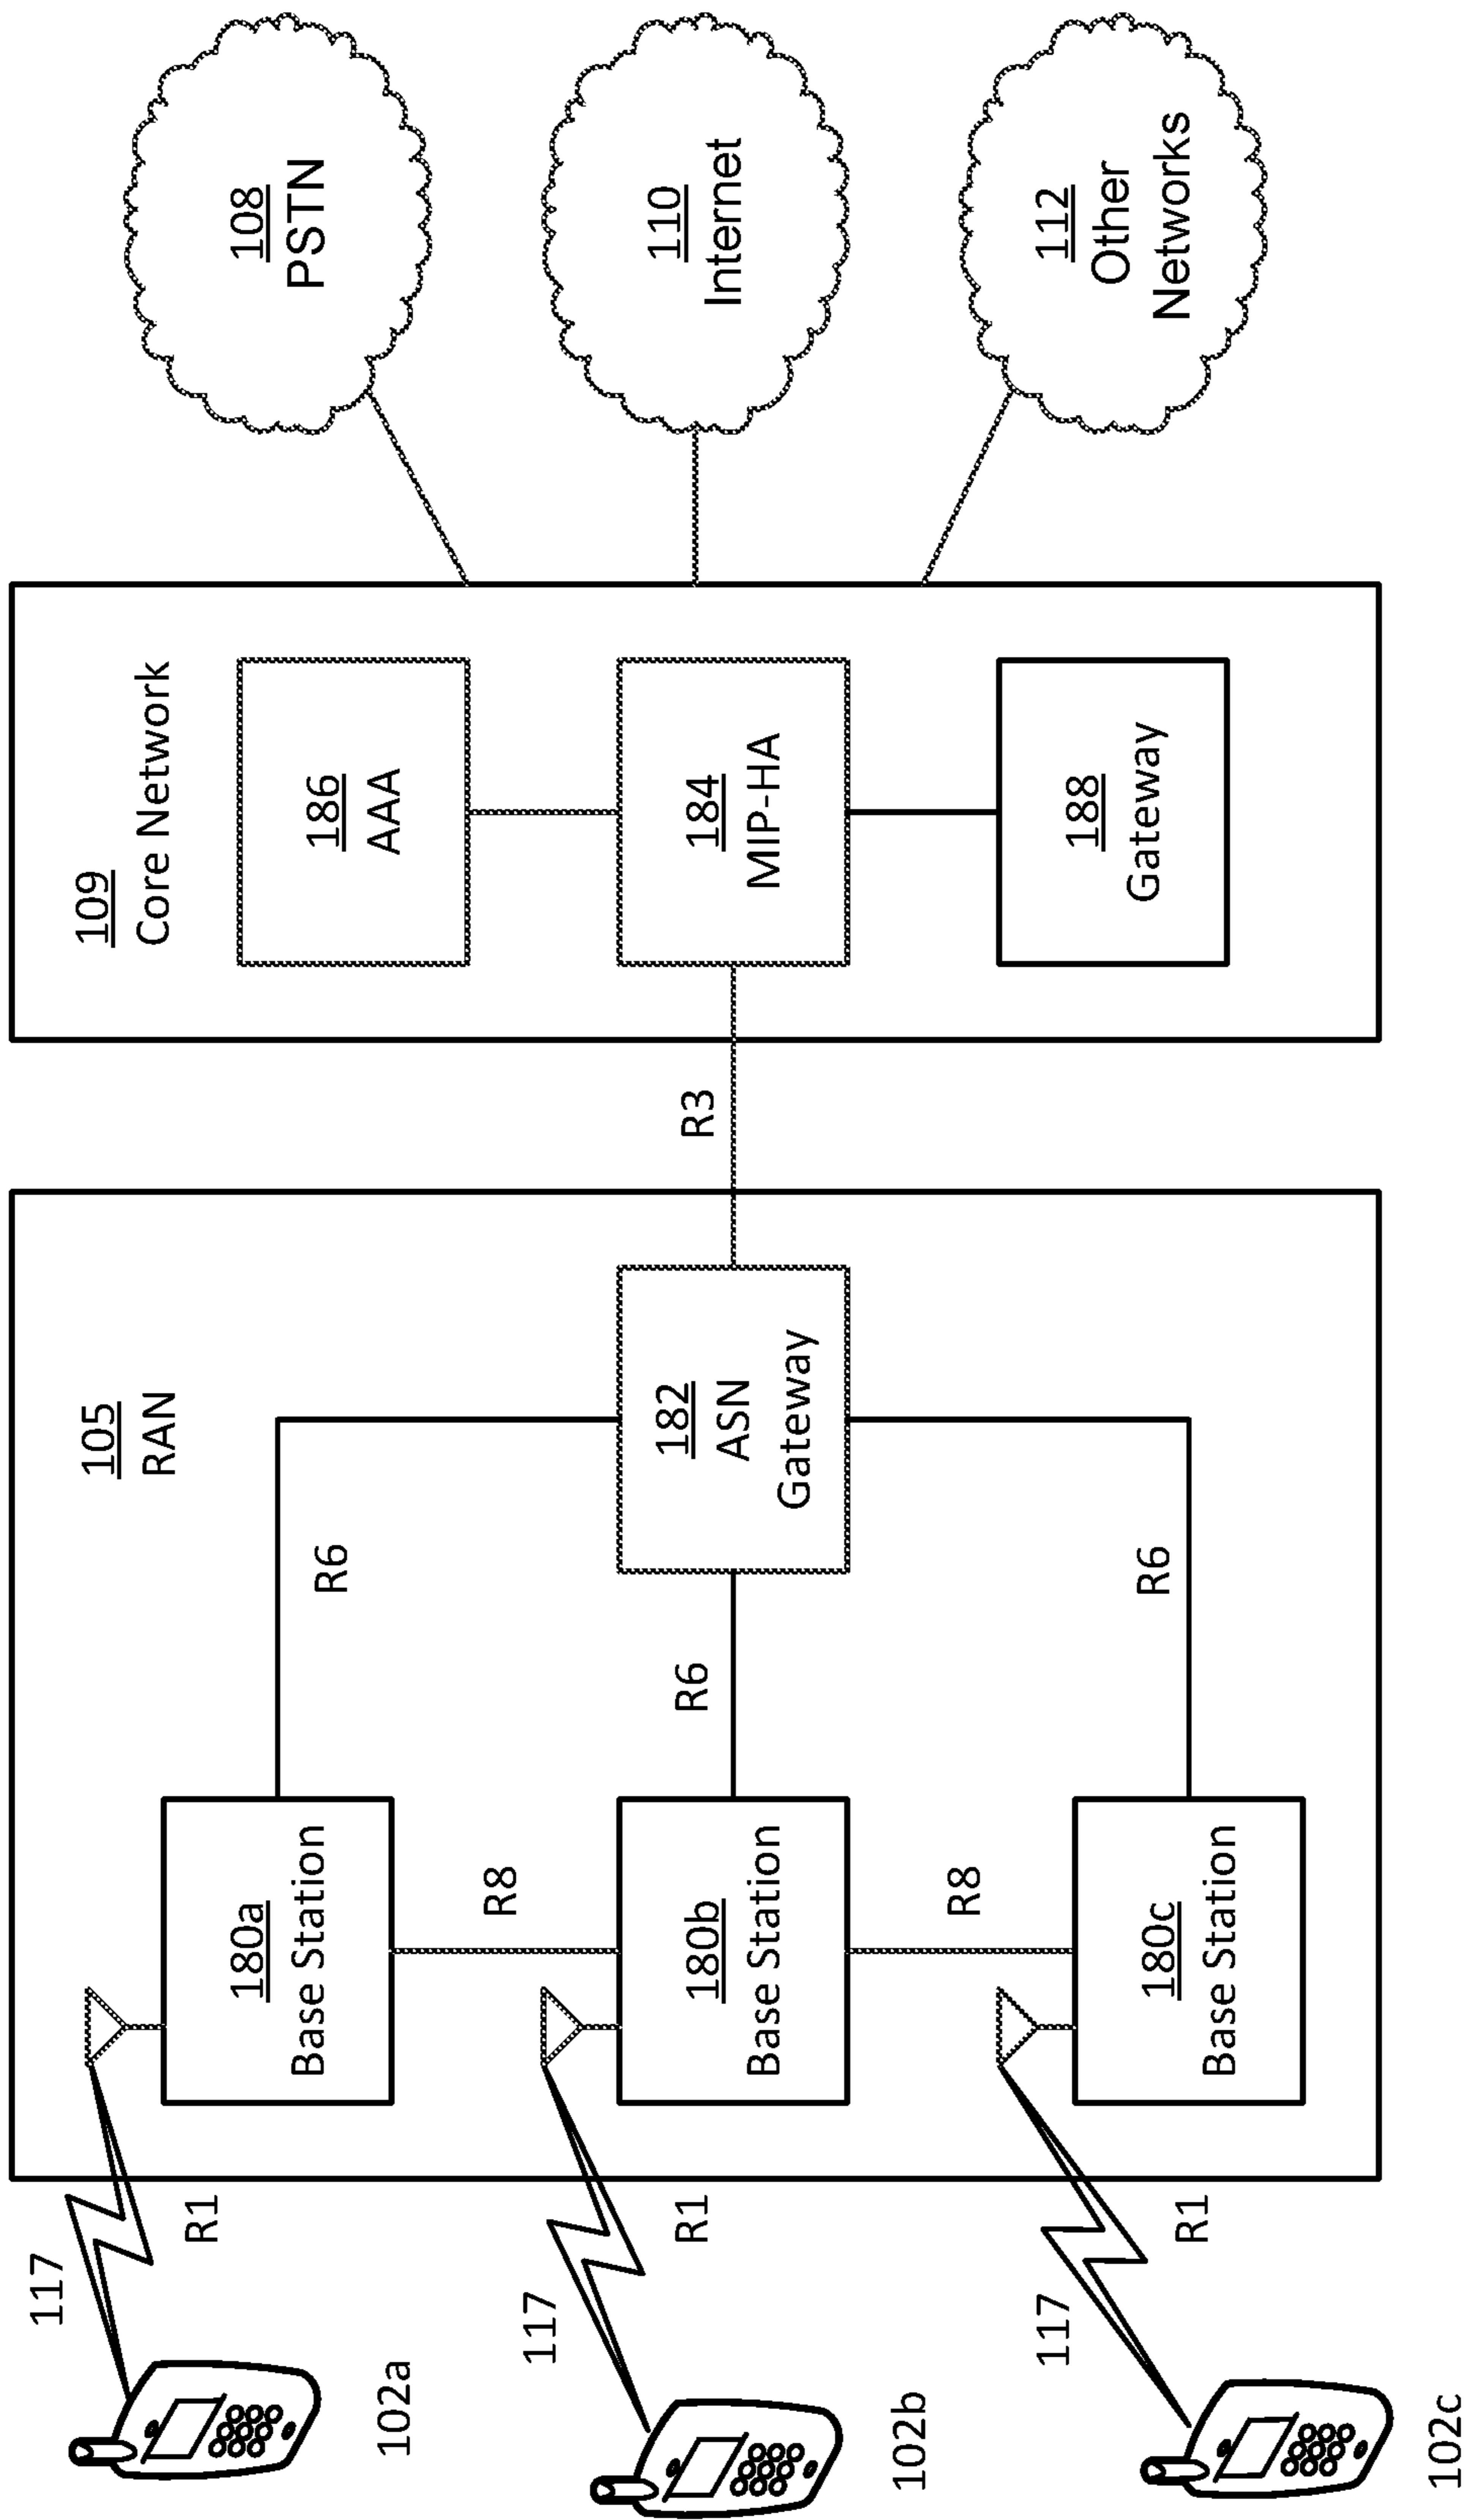 117
102a
R1
117
102b
R1
117
102c
R1
105
RAN
180a
Base Station
R8
180b
Base Station
R8
180c
Base Station
R6
R6
R6
182
ASN
Gateway
R3
109
Core Network
186
AAA
184
MIP-HA
188
Gateway
108
PSTN
110
Internet
112
Other
Networks